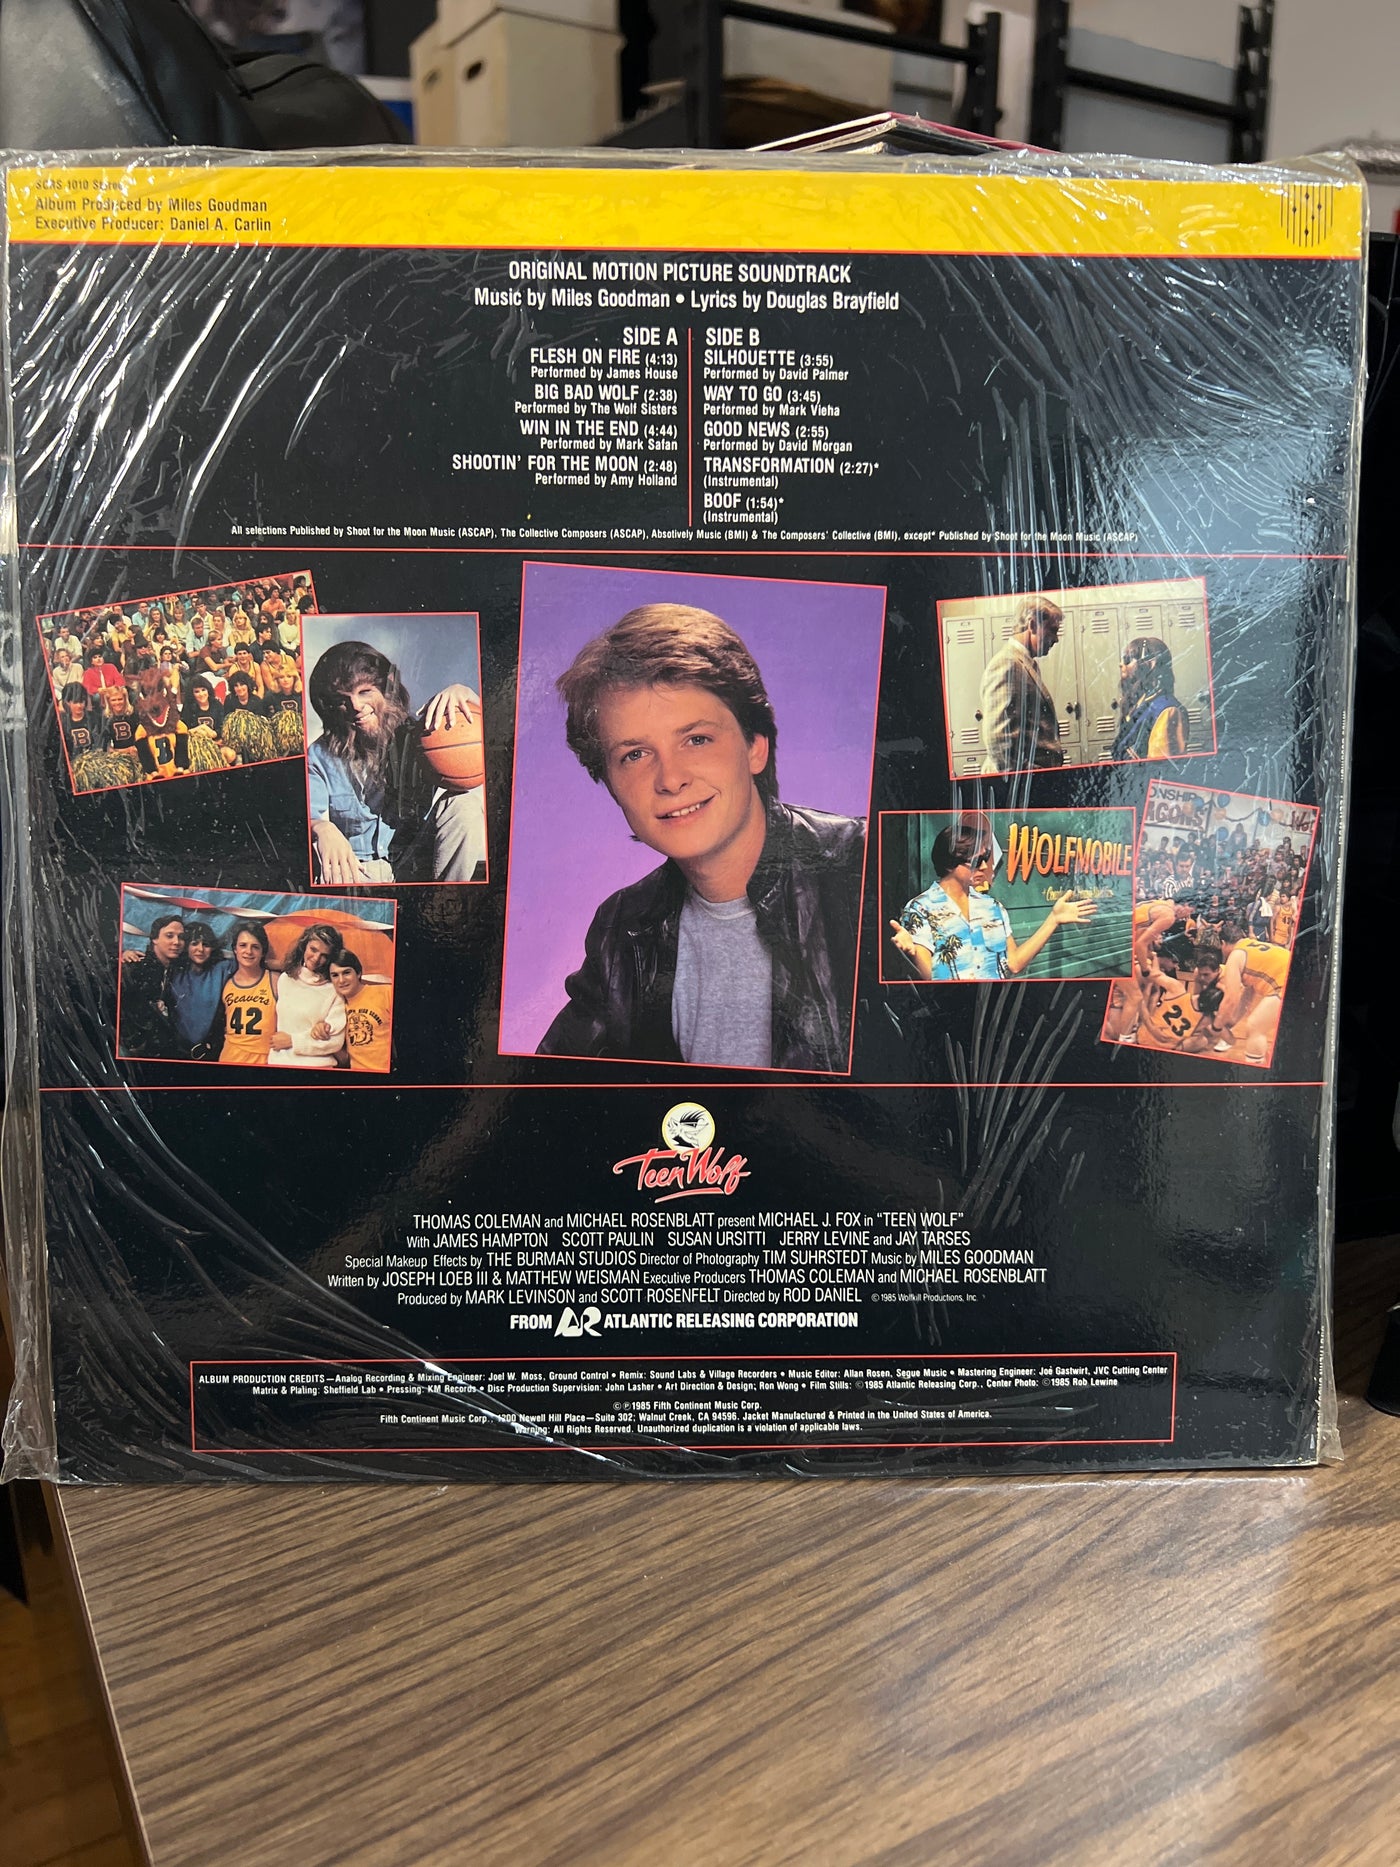 SCRS 1010 Stereo
Album Produced by Miles Goodman
Executive Producer: Daniel A. Carlin
ORIGINAL MOTION PICTURE SOUNDTRACK
Music by Miles Goodman • Lyrics by Douglas Brayfield
SIDE A
FLESH ON FIRE (4:13)
Performed by James House
BIG BAD WOLF (2:38)
Performed by The Wolf Sisters
WIN IN THE END (4:44)
Performed by Mark Safan
SHOOTIN' FOR THE MOON (2:48)
Performed by Amy Holland
SIDE B
SILHOUETTE (3:55)
Performed by David Palmer
WAY TO GO (3:45)
Performed by Mark Vieha
GOOD NEWS (2:55)
Performed by David Morgan
TRANSFORMATION (2:27)*
(Instrumental)
BOOF (1:54)*
(Instrumental)
All selections Published by Shoot for the Moon Music (ASCAP), The Collective Composers (ASCAP), Absotively Music (BMI) & The Composers' Collective (BMI), except* Published by Shoot for the Moon Music (ASCAP)
B B B
Beavers
42
WOLFMOBILE
ONSHIP
AGONS
23
Teen Wolf
THOMAS COLEMAN and MICHAEL ROSENBLATT present MICHAEL J. FOX in "TEEN WOLF"
With JAMES HAMPTON SCOTT PAULIN SUSAN URSITTI JERRY LEVINE and JAY TARSES
Special Makeup Effects by THE BURMAN STUDIOS Director of Photography TIM SUHRSTEDT Music by MILES GOODMAN
Written by JOSEPH LOEB III & MATTHEW WEISMAN Executive Producers THOMAS COLEMAN and MICHAEL ROSENBLATT
Produced by MARK LEVINSON and SCOTT ROSENFELT Directed by ROD DANIEL © 1985 Wolfkill Productions, Inc.
FROM AR ATLANTIC RELEASING CORPORATION
ALBUM PRODUCTION CREDITS—Analog Recording & Mixing Engineer: Joel W. Moss, Ground Control • Remix: Sound Labs & Village Recorders • Music Editor: Allan Rosen, Segue Music • Mastering Engineer: Joe Gastwirt, JVC Cutting Center
Matrix & Plating: Sheffield Lab • Pressing: KM Records • Disc Production Supervision: John Lasher • Art Direction & Design; Ron Wong • Film Stills: ©1985 Atlantic Releasing Corp., Center Photo: ©1985 Rob Lewine
©℗1985 Fifth Continent Music Corp.
Fifth Continent Music Corp., 1200 Newell Hill Place—Suite 302; Walnut Creek, CA 94596. Jacket Manufactured & Printed in the United States of America.
Warning: All Rights Reserved. Unauthorized duplication is a violation of applicable laws.